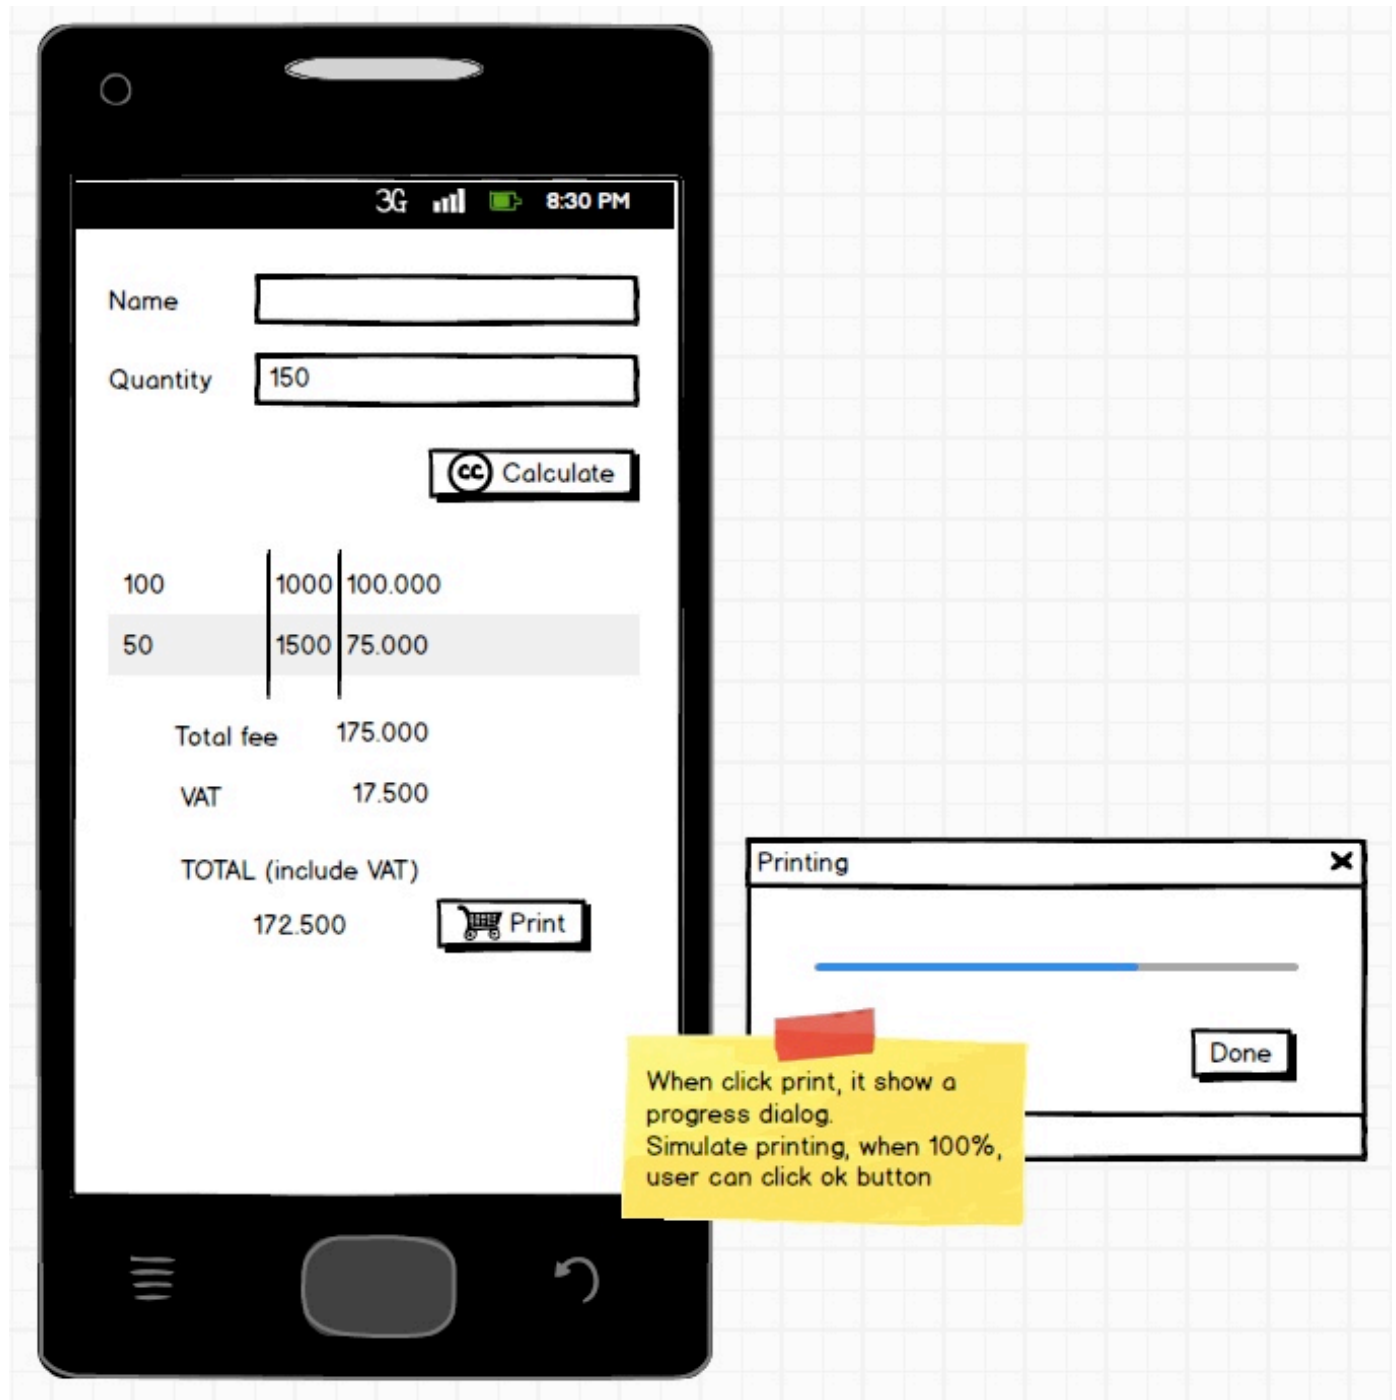 3G 8:30 PM
Name
Quantity 150
CC Calculate
100 1000 100.000
50 1500 75.000
Total fee 175.000
VAT 17.500
TOTAL (include VAT)
172.500 Print
Printing
Done
When click print, it show a
progress dialog.
Simulate printing, when 100%,
user can click ok button